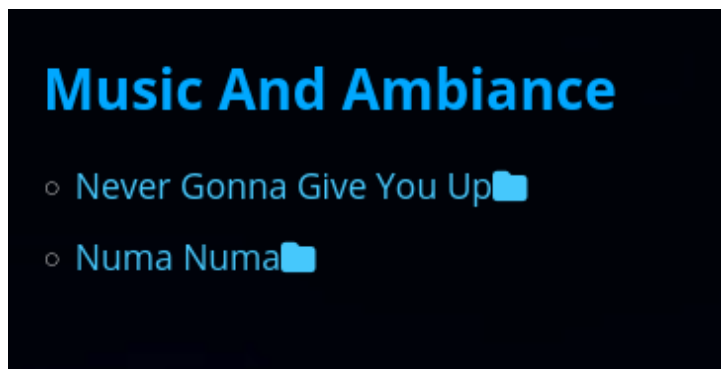 Music And Ambiance
Never Gonna Give You Up
Numa Numa